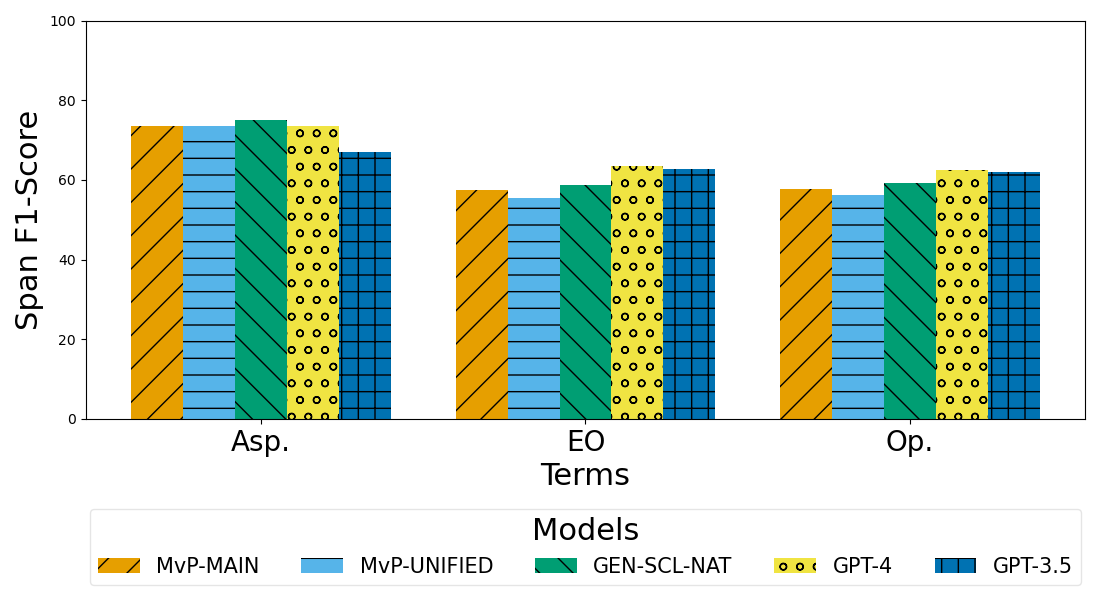 100
80
60
40
20
0
Span F1-Score
Asp.
EO
Op.
Terms
Models
MvP-MAIN
MvP-UNIFIED
GEN-SCL-NAT
GPT-4
GPT-3.5